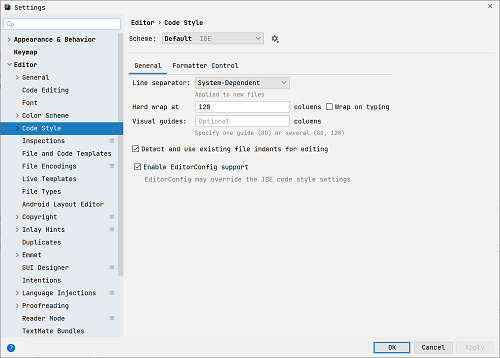 Settings
Appearance & Behavior
Keymap
Editor
General
Code Editing
Font
Color Scheme
Code Style
Inspections
File and Code Templates
File Encodings
Live Templates
File Types
Android Layout Editor
Copyright
Inlay Hints
Duplicates
Emmet
GUI Designer
Intentions
Language Injections
Proofreading
Reader Mode
TextMate Bundles
Editor › Code Style
Scheme: Default IDE
General Formatter Control
Line separator: System-Dependent
Applied to new files
Hard wrap at 120 columns Wrap on typing
Visual guides: Optional columns
Specify one guide (80) or several (80, 120)
Detect and use existing file indents for editing
Enable EditorConfig support
EditorConfig may override the IDE code style settings
? OK Cancel Apply